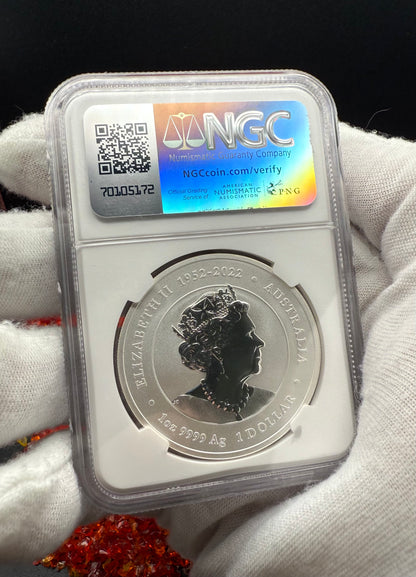 NGC
Numismatic Guaranty Company
NGCcoin.com/verify
70105172
Official Grading
Service of
AMERICAN
NUMISMATIC
ASSOCIATION
PNG
ELIZABETH II 1952-2022 • AUSTRALIA
• 1oz 9999 Ag 1 DOLLAR •